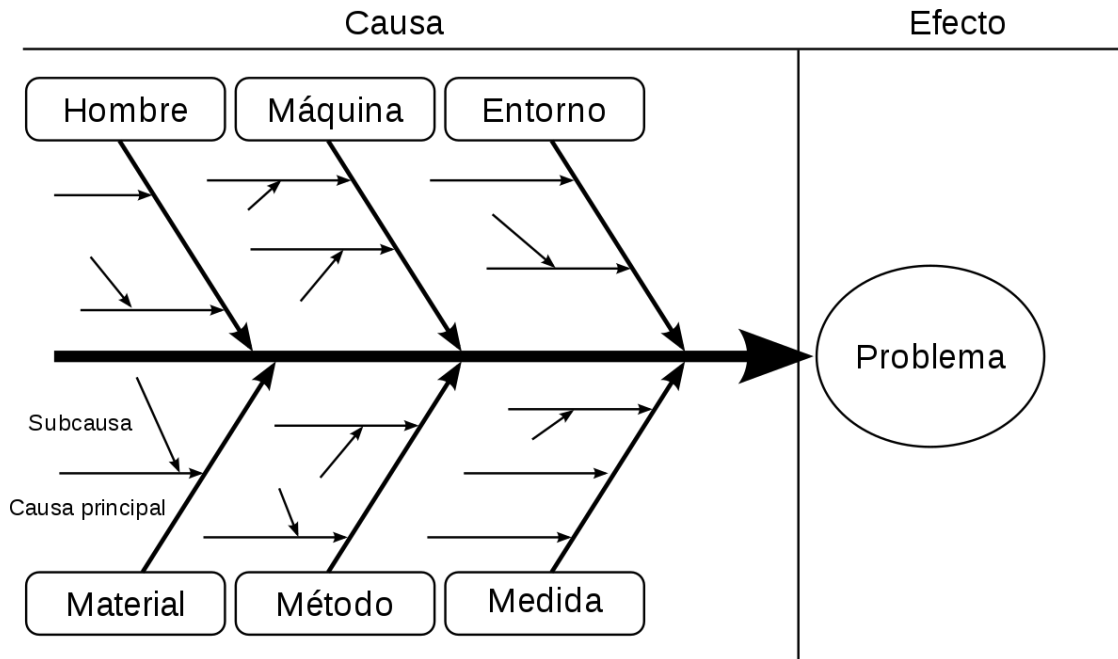 Causa
Efecto
Hombre
Máquina
Entorno
Problema
Subcausa
Causa principal
Material
Método
Medida